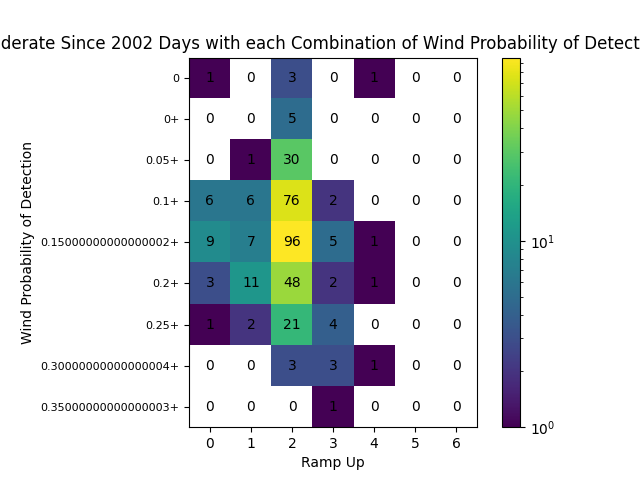 derate Since 2002 Days with each Combination of Wind Probability of Detect
0 1 0 3 0 1 0 0
0+ 0 0 5 0 0 0 0
0.05+ 0 1 30 0 0 0 0
0.1+ 6 6 76 2 0 0 0
0.15000000000000002+ 9 7 96 5 1 0 0
0.2+ 3 11 48 2 1 0 0
0.25+ 1 2 21 4 0 0 0
0.30000000000000004+ 0 0 3 3 1 0 0
0.35000000000000003+ 0 0 0 1 0 0 0
0 1 2 3 4 5 6
Ramp Up
Wind Probability of Detection
10¹
10⁰